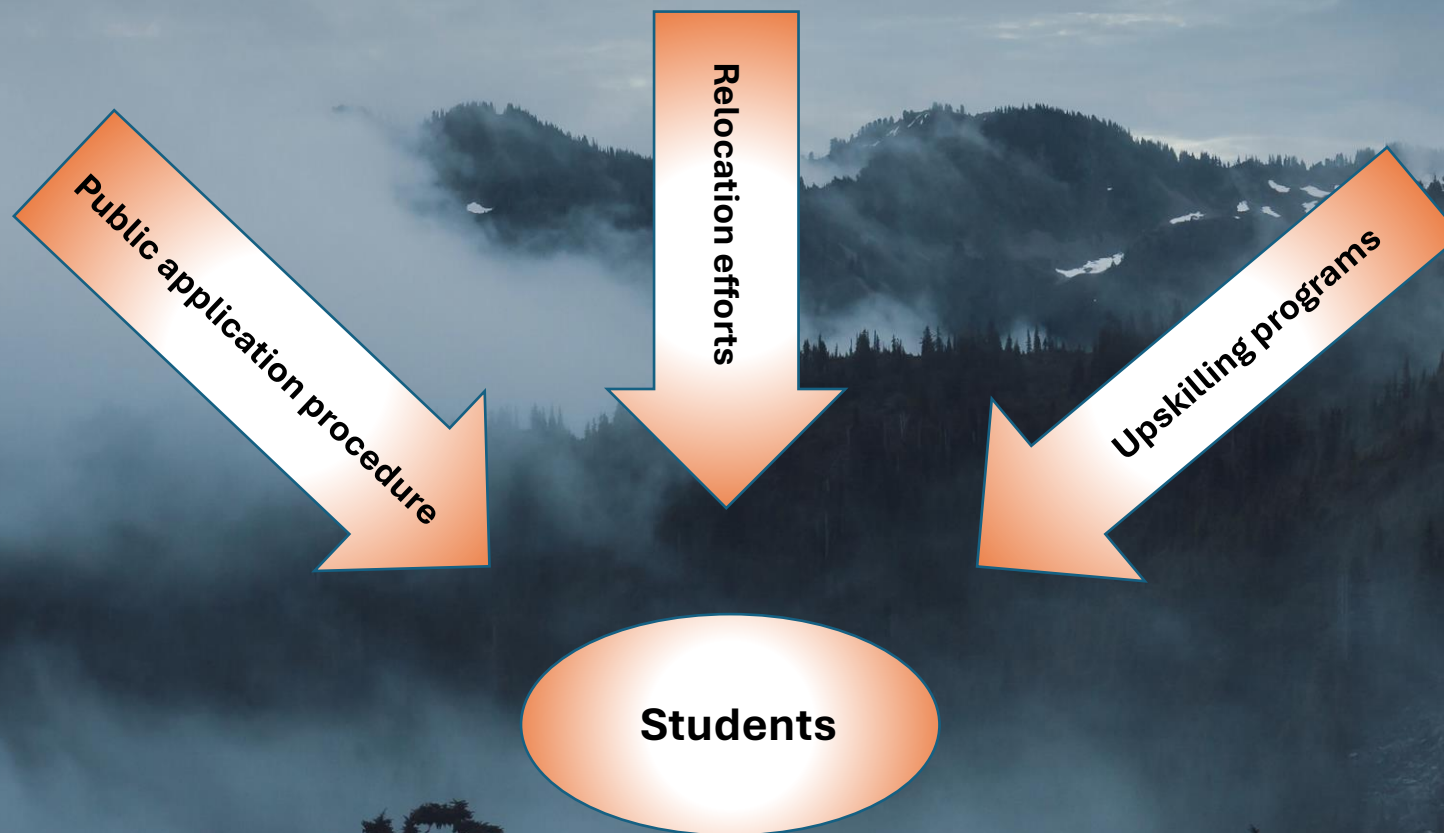 Public application procedure
Relocation efforts
Upskilling programs
Students